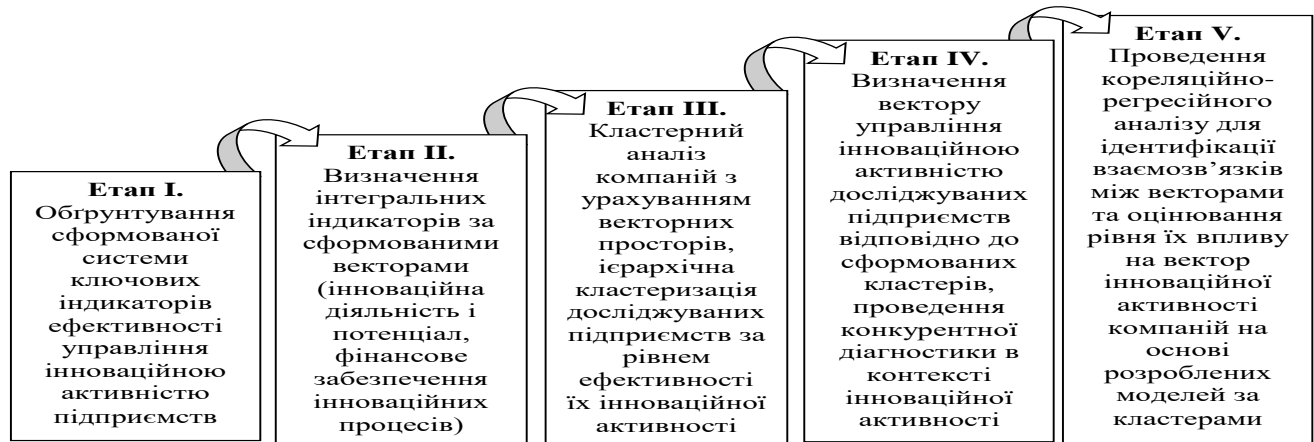 Етап I.
Обґрунтування
сформованої
системи
ключових
індикаторів
ефективності
управління
інноваційною
активністю
підприємств
Етап II.
Визначення
інтегральних
індикаторів за
сформованими
векторами
(інноваційна
діяльність і
потенціал,
фінансове
забезпечення
інноваційних
процесів)
Етап III.
Кластерний
аналіз
компаній з
урахуванням
векторних
просторів,
ієрархічна
кластеризація
досліджуваних
підприємств за
рівнем
ефективності
їх інноваційної
активності
Етап IV.
Визначення
вектору
управління
інноваційною
активністю
досліджуваних
підприємств
відповідно до
сформованих
кластерів,
проведення
конкурентної
діагностики в
контексті
інноваційної
активності
Етап V.
Проведення
кореляційно-
регресійного
аналізу для
ідентифікації
взаємозв’язків
між векторами
та оцінювання
рівня їх впливу
на вектор
інноваційної
активності
компаній на
основі
розроблених
моделей за
кластерами